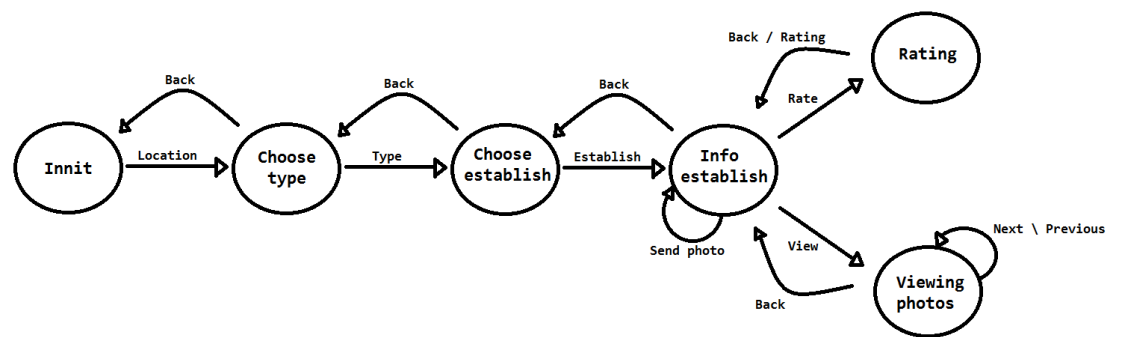 Back / Rating
Rating
Back
Back
Back
Rate
Innit
Location
Choose
type
Type
Choose
establish
Establish
Info
establish
Send photo
View
Next \ Previous
Viewing
photos
Back